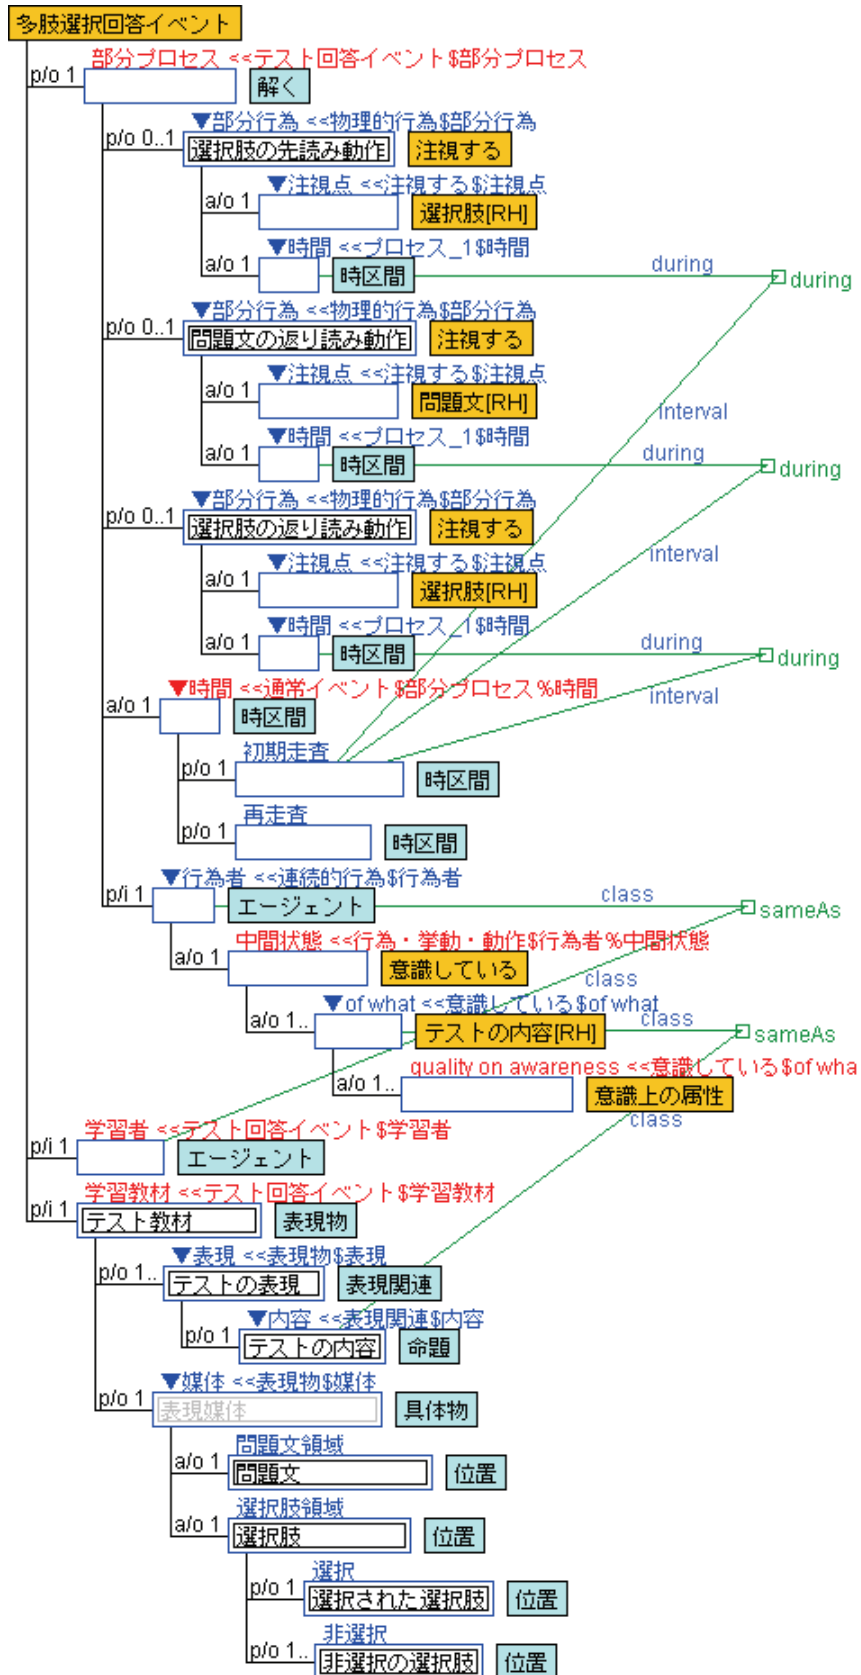 多肢選択回答イベント
部分プロセス <<テスト回答イベント$部分プロセス
p/o 1 解く
▼部分行為 <<物理的行為$部分行為
p/o 0..1 選択肢の先読み動作 注視する
▼注視点 <<注視する$注視点
a/o 1 選択肢[RH]
▼時間 <<プロセス_1$時間
a/o 1 時区間 during during
▼部分行為 <<物理的行為$部分行為
p/o 0..1 問題文の返り読み動作 注視する
▼注視点 <<注視する$注視点
a/o 1 問題文[RH] interval
▼時間 <<プロセス_1$時間
a/o 1 時区間 during during
▼部分行為 <<物理的行為$部分行為
p/o 0..1 選択肢の返り読み動作 注視する
▼注視点 <<注視する$注視点 interval
a/o 1 選択肢[RH]
▼時間 <<プロセス_1$時間
a/o 1 時区間 during during
▼時間 <<通常イベント$部分プロセス%時間 interval
a/o 1 時区間
初期走査
p/o 1 時区間
再走査
p/o 1 時区間
▼行為者 <<連続的行為$行為者
p/i 1 エージェント class sameAs
中間状態 <<行為・挙動・動作$行為者%中間状態
a/o 1 意識している class
▼of what <<意識している$of what
a/o 1.. テストの内容[RH] class sameAs
quality on awareness <<意識している$of wha
a/o 1.. 意識上の属性
class
学習者 <<テスト回答イベント$学習者
p/i 1 エージェント
学習教材 <<テスト回答イベント$学習教材
p/i 1 テスト教材 表現物
▼表現 <<表現物$表現
p/o 1.. テストの表現 表現関連
▼内容 <<表現関連$内容
p/o 1 テストの内容 命題
▼媒体 <<表現物$媒体
p/o 1 表現媒体 具体物
問題文領域
a/o 1 問題文 位置
選択肢領域
a/o 1 選択肢 位置
選択
p/o 1 選択された選択肢 位置
非選択
p/o 1.. 非選択の選択肢 位置